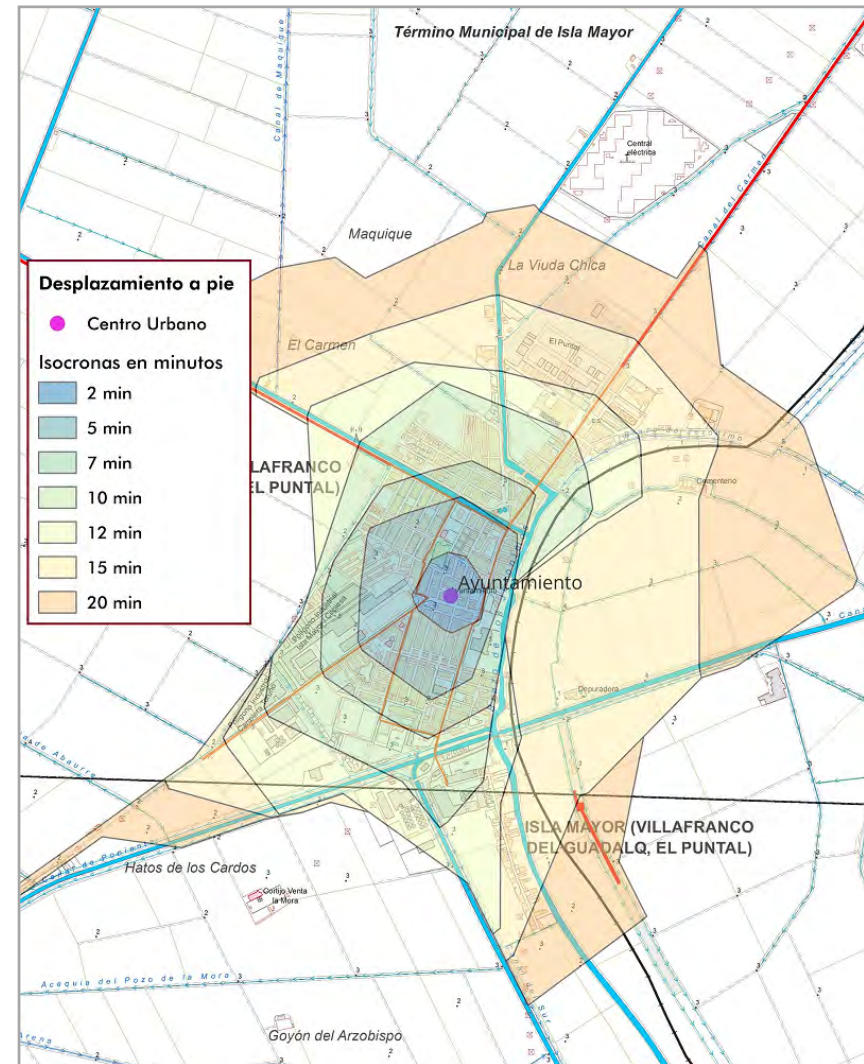 Término Municipal de Isla Mayor
Canal de Maquique
Central
eléctrica
Canal del Carmen
Maquique
La Viuda Chica
Desplazamiento a pie
Centro Urbano
Isocronas en minutos
2 min
5 min
7 min
10 min
12 min
15 min
20 min
El Carmen
El Puntal
LAFRANCO
EL PUNTAL)
Cementerio
Ayuntamiento
Depuradora
de Abaurre
ISLA MAYOR (VILLAFRANCO
DEL GUADALQ, EL PUNTAL)
Hatos de los Cardos
Cortijo Venta
la Mora
Acequia del Pozo de la Mora
Sur
Goyón del Arzobispo